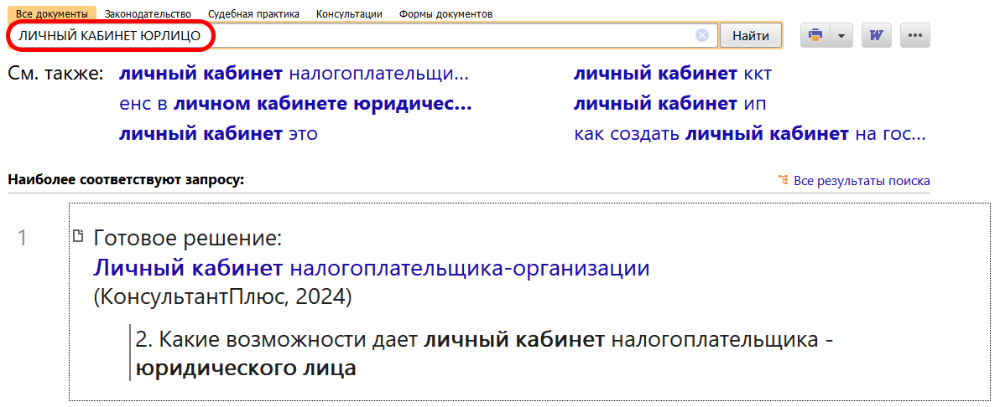 Все документы Законодательство Судебная практика Консультации Формы документов
ЛИЧНЫЙ КАБИНЕТ ЮРЛИЦО Найти W
См. также: личный кабинет налогоплательщи... личный кабинет ккт
енс в личном кабинете юридичес... личный кабинет ип
личный кабинет это как создать личный кабинет на гос...
Наиболее соответствуют запросу: Все результаты поиска
1 Готовое решение:
Личный кабинет налогоплательщика-организации
(КонсультантПлюс, 2024)
2. Какие возможности дает личный кабинет налогоплательщика -
юридического лица